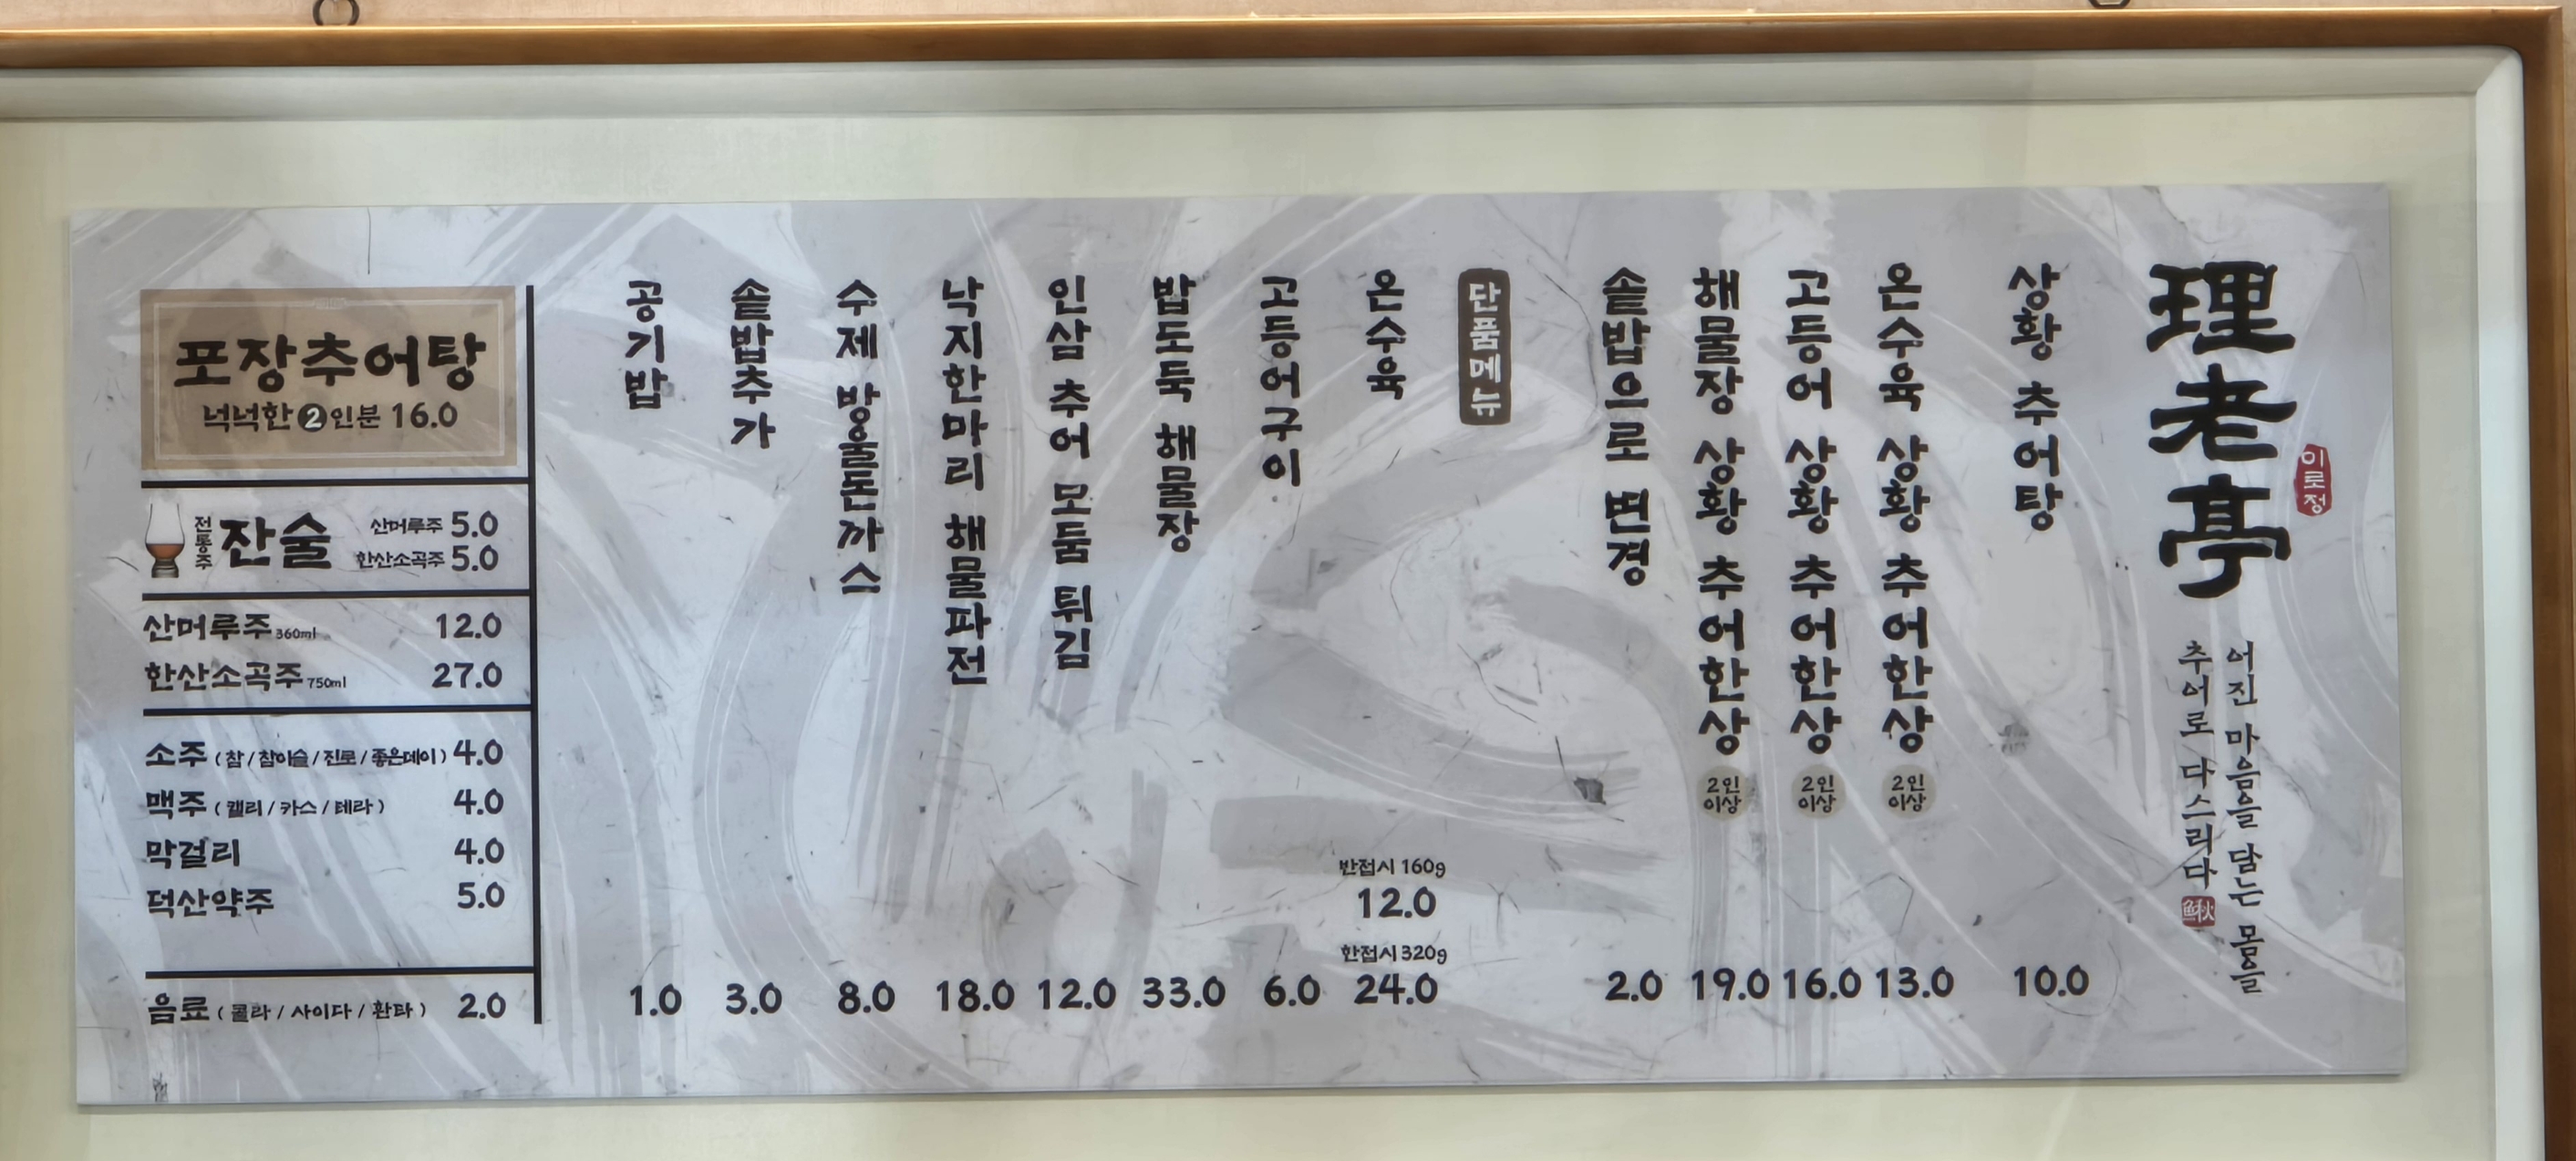 理老亭
이로정
어진 마음을 담는 몸을
추어로 다스리다
鰍
상황 추어탕 10.0
온수육 상황 추어한상 2인 이상 13.0
고등어 상황 추어한상 2인 이상 16.0
해물장 상황 추어한상 2인 이상 19.0
솥밥으로 변경 2.0
단품메뉴
온수육 반접시 160g 12.0 한접시 320g 24.0
고등어구이 6.0
밥도둑 해물장 33.0
인삼 추어 모둠 튀김 12.0
낙지한마리 해물파전 18.0
수제 방울돈까스 8.0
솥밥추가 3.0
공기밥 1.0
포장추어탕
넉넉한 2인분 16.0
전통주 잔술
산머루주 5.0
한산소곡주 5.0
산머루주 360ml 12.0
한산소곡주 750ml 27.0
소주 ( 참 / 참이슬 / 진로 / 좋은데이 ) 4.0
맥주 ( 캘리 / 카스 / 테라 ) 4.0
막걸리 4.0
덕산약주 5.0
음료 ( 콜라 / 사이다 / 환타 ) 2.0